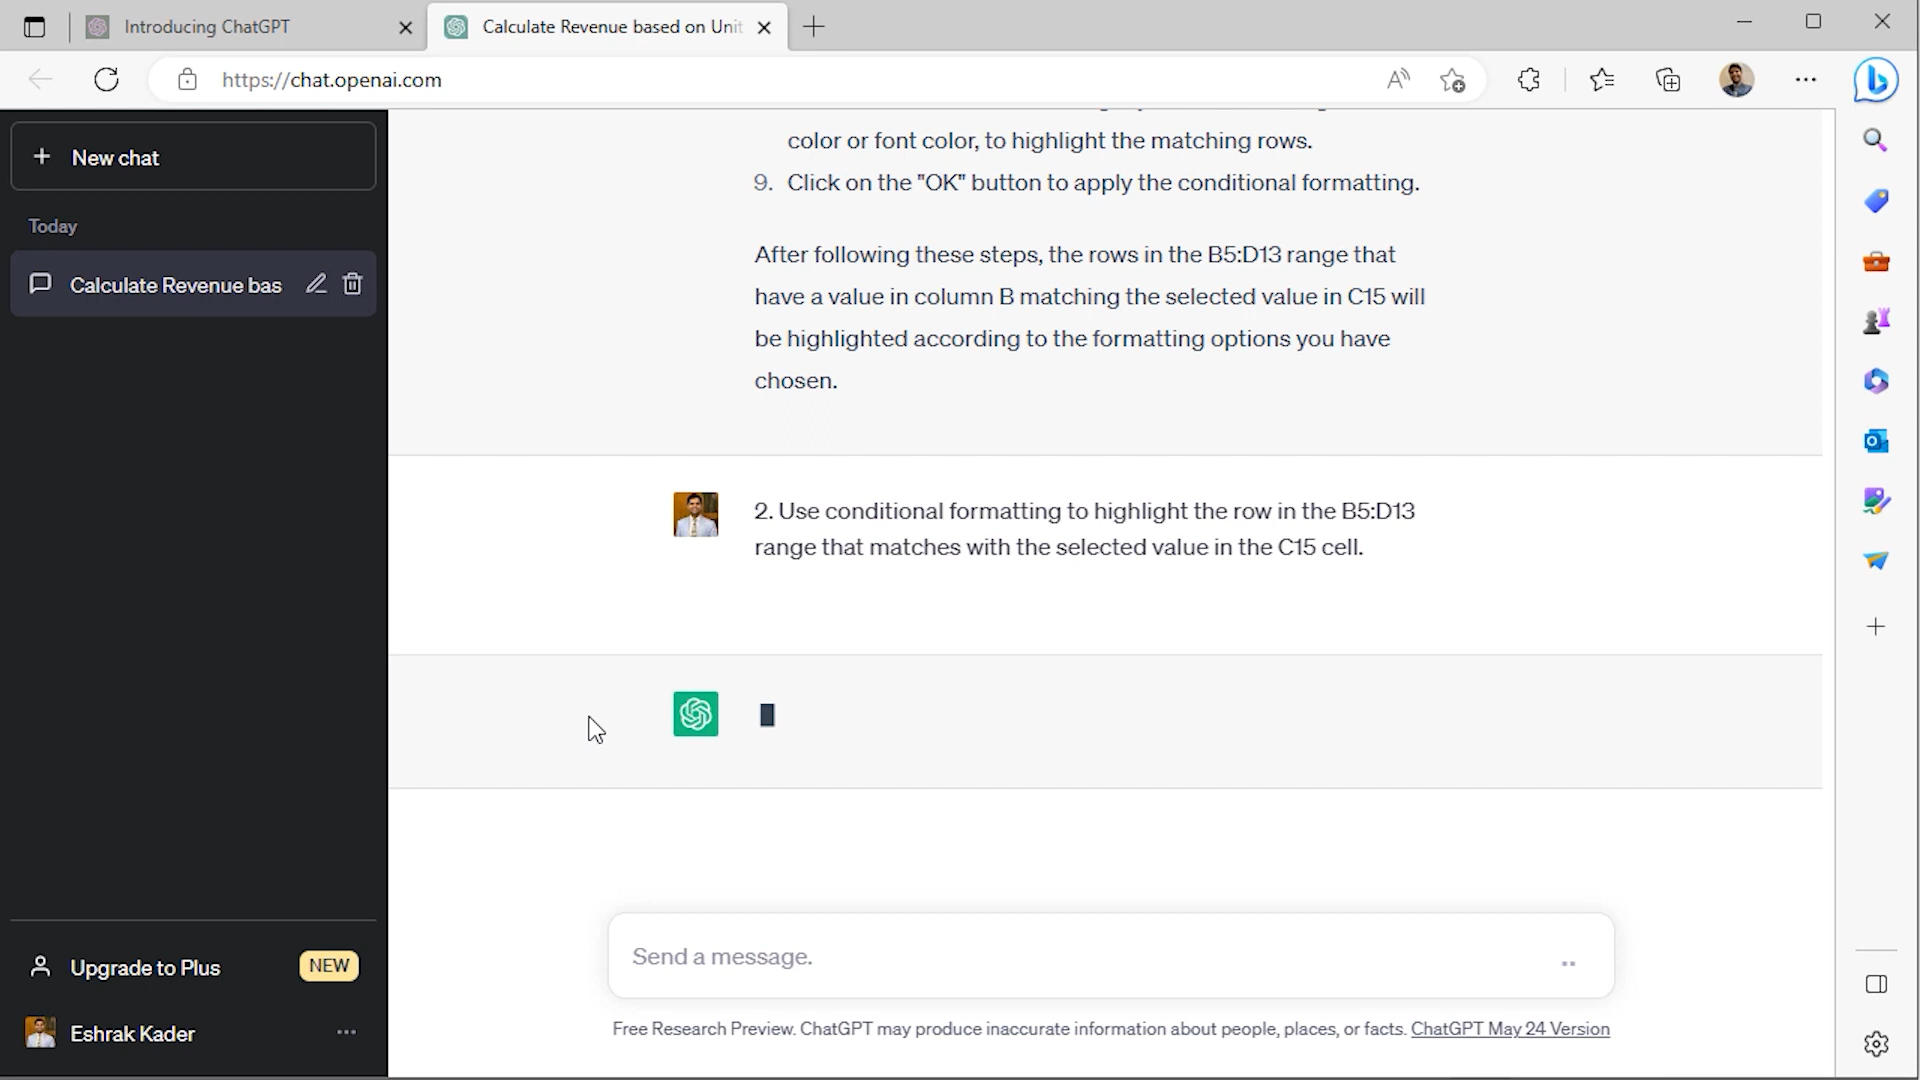 Introducing ChatGPT
Calculate Revenue based on Unit
https://chat.openai.com
New chat
Today
Calculate Revenue bas
color or font color, to highlight the matching rows.
9. Click on the "OK" button to apply the conditional formatting.
After following these steps, the rows in the B5:D13 range that
have a value in column B matching the selected value in C15 will
be highlighted according to the formatting options you have
chosen.
2. Use conditional formatting to highlight the row in the B5:D13
range that matches with the selected value in the C15 cell.
Send a message.
Free Research Preview. ChatGPT may produce inaccurate information about people, places, or facts. ChatGPT May 24 Version
Upgrade to Plus
NEW
Eshrak Kader